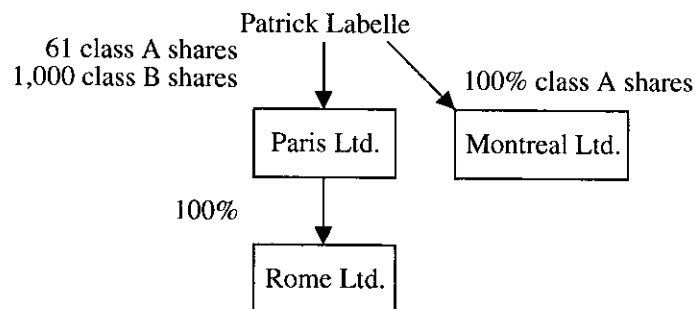 Patrick Labelle
61 class A shares
1,000 class B shares
100% class A shares
Paris Ltd.
Montreal Ltd.
100%
Rome Ltd.